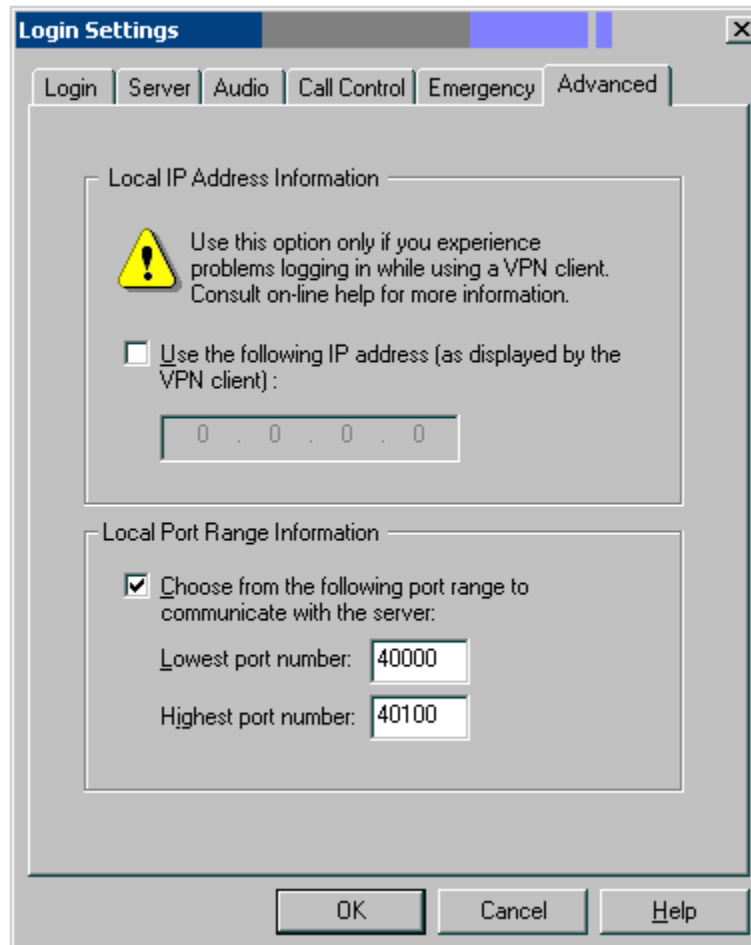 Login Settings
Login Server Audio Call Control Emergency Advanced
Local IP Address Information
Use this option only if you experience
problems logging in while using a VPN client.
Consult on-line help for more information.
Use the following IP address (as displayed by the
VPN client) :
0 . 0 . 0 . 0
Local Port Range Information
Choose from the following port range to
communicate with the server:
Lowest port number: 40000
Highest port number: 40100
OK Cancel Help